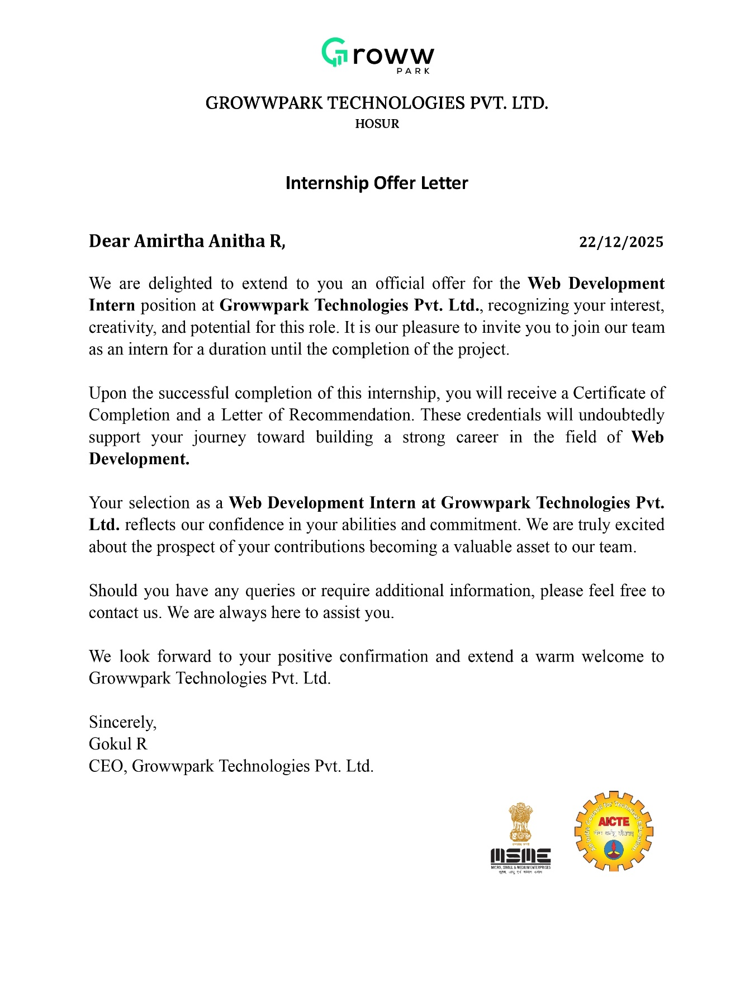 Groww
PARK
GROWWPARK TECHNOLOGIES PVT. LTD.
HOSUR
Internship Offer Letter
Dear Amirtha Anitha R, 22/12/2025
We are delighted to extend to you an official offer for the Web Development
Intern position at Growwpark Technologies Pvt. Ltd., recognizing your interest,
creativity, and potential for this role. It is our pleasure to invite you to join our team
as an intern for a duration until the completion of the project.
Upon the successful completion of this internship, you will receive a Certificate of
Completion and a Letter of Recommendation. These credentials will undoubtedly
support your journey toward building a strong career in the field of Web
Development.
Your selection as a Web Development Intern at Growwpark Technologies Pvt.
Ltd. reflects our confidence in your abilities and commitment. We are truly excited
about the prospect of your contributions becoming a valuable asset to our team.
Should you have any queries or require additional information, please feel free to
contact us. We are always here to assist you.
We look forward to your positive confirmation and extend a warm welcome to
Growwpark Technologies Pvt. Ltd.
Sincerely,
Gokul R
CEO, Growwpark Technologies Pvt. Ltd.
MSME
MICRO, SMALL & MEDIUM ENTERPRISES
सूक्ष्म, लघु एवं मध्यम उद्यम
All India Council for Technical Education
AICTE